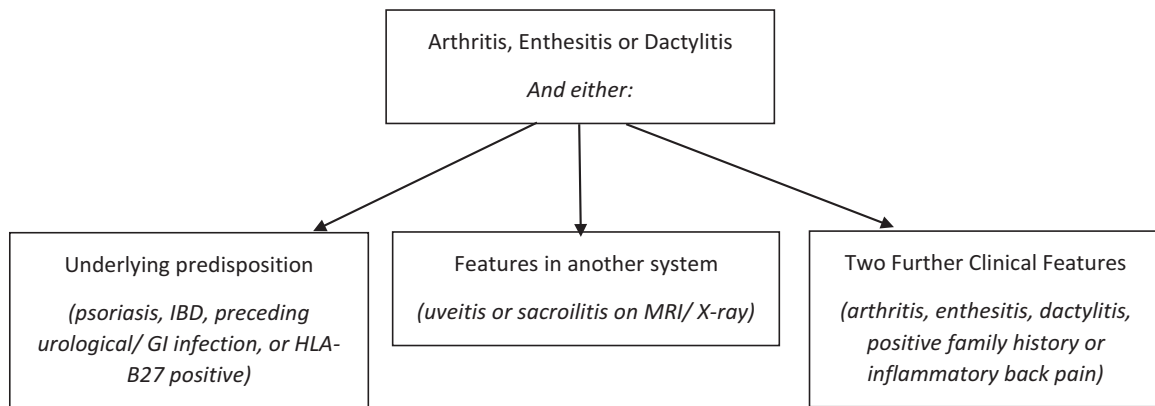 Arthritis, Enthesitis or Dactylitis
And either:
Underlying predisposition
(psoriasis, IBD, preceding
urological/ GI infection, or HLA-
B27 positive)
Features in another system
(uveitis or sacroilitis on MRI/ X-ray)
Two Further Clinical Features
(arthritis, enthesitis, dactylitis,
positive family history or
inflammatory back pain)